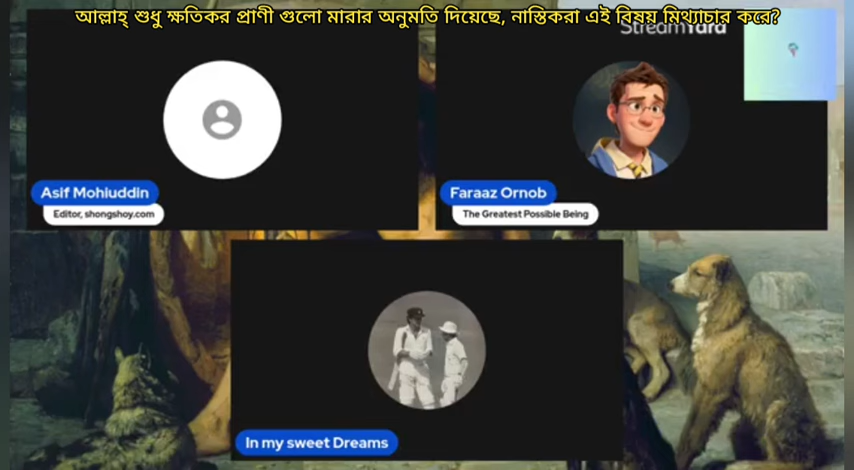 আল্লাহ্ শুধু ক্ষতিকর প্রাণী গুলো মারার অনুমতি দিয়েছে, নাস্তিকরা এই বিষয় মিথ্যাচার করে?
StreamYard
Asif Mohiuddin
Editor, shongshoy.com
Faraaz Ornob
The Greatest Possible Being
In my sweet Dreams